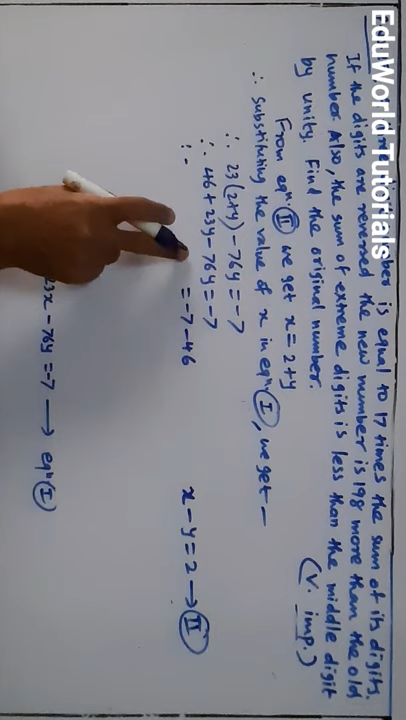 EduWorld Tutorials
is equal to 17 times the sum of its digits.
If the digits are reversed the new number is 198 more than the old
number. Also, the sum of extreme digits is less than the middle digit
by unity. Find the original number. (V. imp.)
From eqⁿ (II) we get x = 2+y
∴ substituting the value of x in eqⁿ (I), we get –
∴ 23(2+y) - 76y = -7
∴ 46 + 23y - 76y = -7
∴ - = -7 - 46
x - y = 2 → (II)
23x - 76y = -7 → eqⁿ (I)